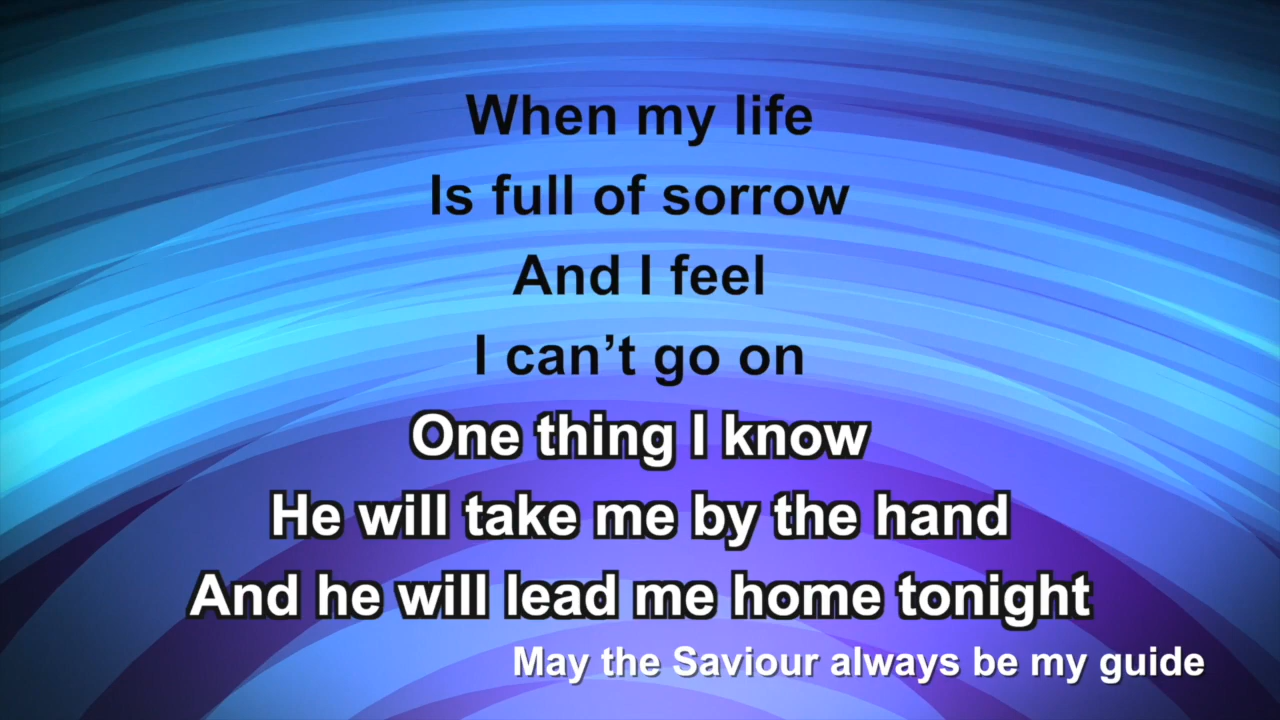 When my life
Is full of sorrow
And I feel
I can’t go on
One thing I know
He will take me by the hand
And he will lead me home tonight
May the Saviour always be my guide